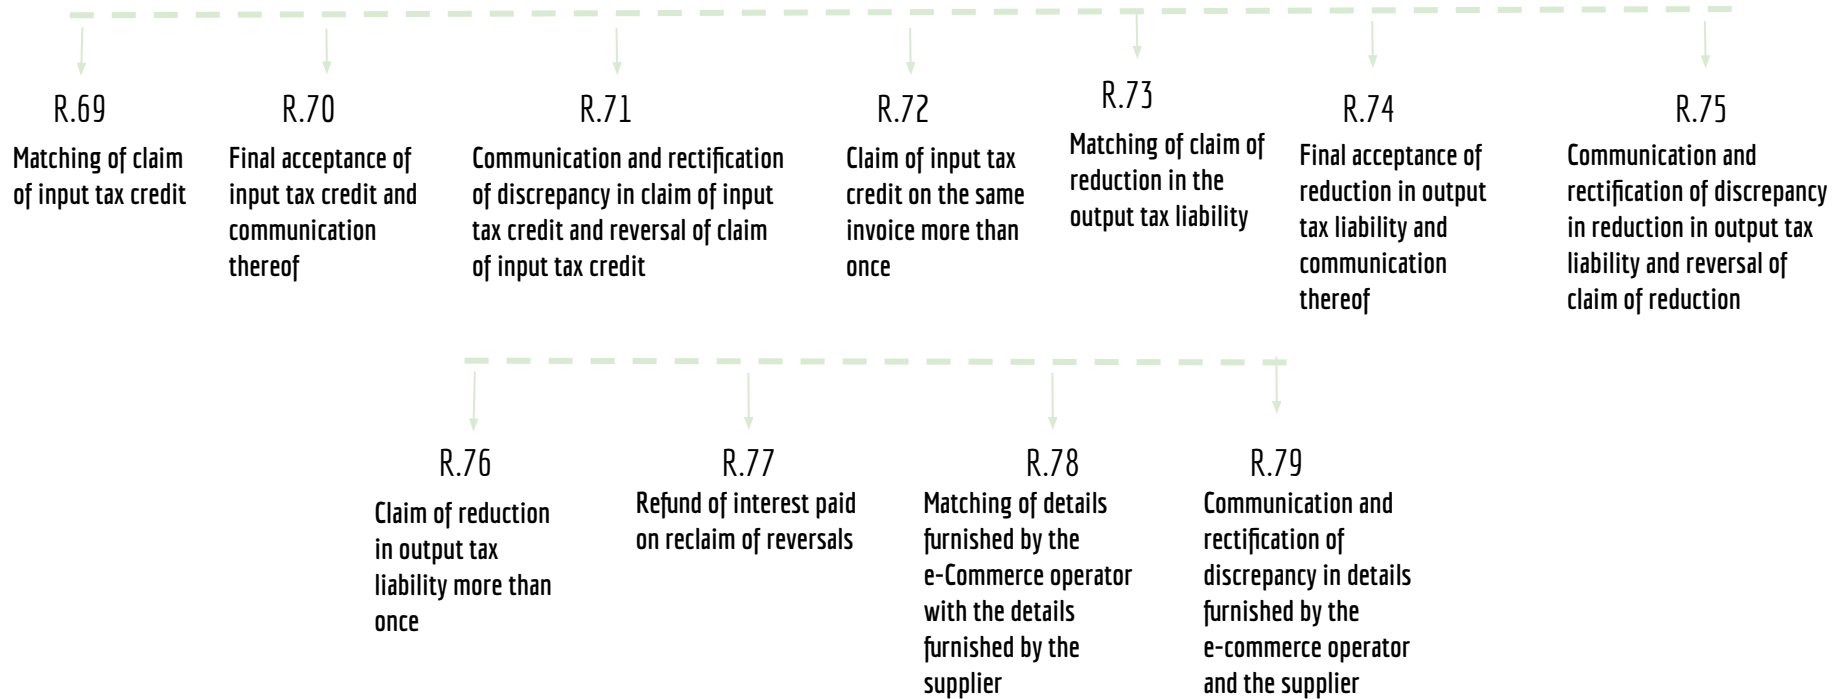 R.69
Matching of claim
of input tax credit
R.70
Final acceptance of
input tax credit and
communication
thereof
R.71
Communication and rectification
of discrepancy in claim of input
tax credit and reversal of claim
of input tax credit
R.72
Claim of input tax
credit on the same
invoice more than
once
R.73
Matching of claim of
reduction in the
output tax liability
R.74
Final acceptance of
reduction in output
tax liability and
communication
thereof
R.75
Communication and
rectification of discrepancy
in reduction in output tax
liability and reversal of
claim of reduction
R.76
Claim of reduction
in output tax
liability more than
once
R.77
Refund of interest paid
on reclaim of reversals
R.78
Matching of details
furnished by the
e-Commerce operator
with the details
furnished by the
supplier
R.79
Communication and
rectification of
discrepancy in details
furnished by the
e-commerce operator
and the supplier